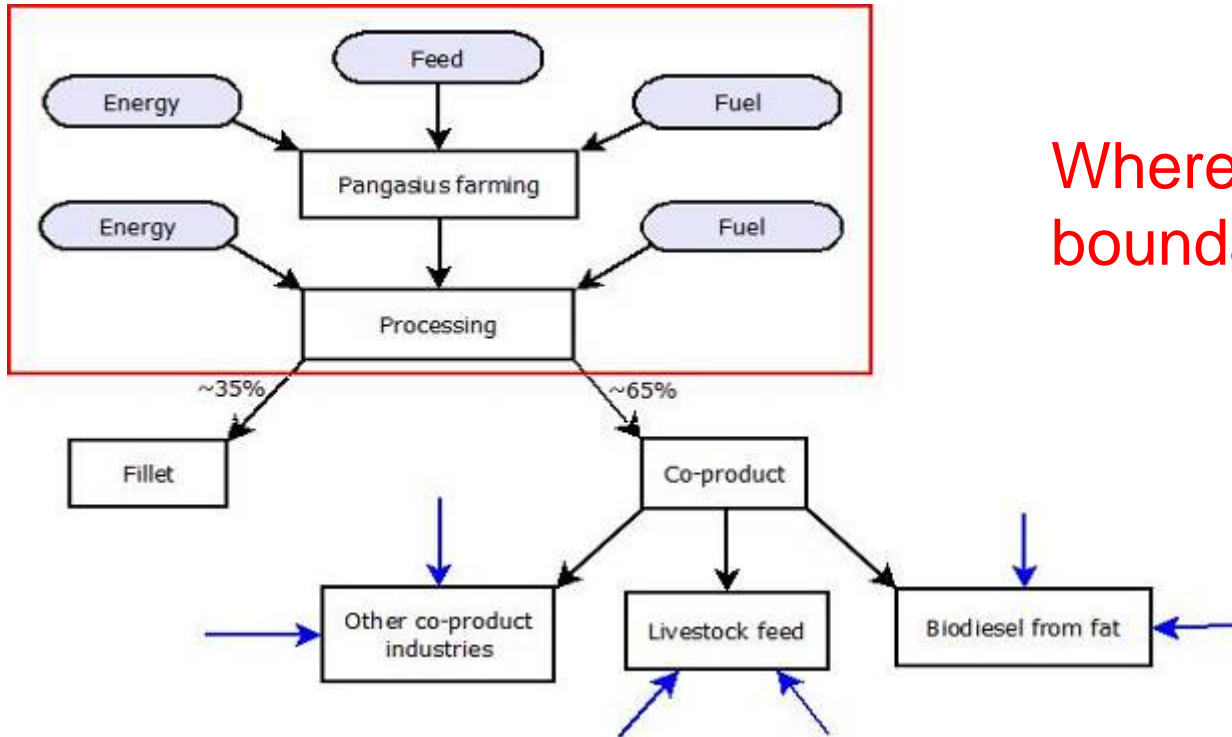 Feed
Energy
Fuel
Pangasius farming
Energy
Fuel
Processing
~35%
~65%
Fillet
Co-product
Other co-product
industries
Livestock feed
Biodiesel from fat
Where